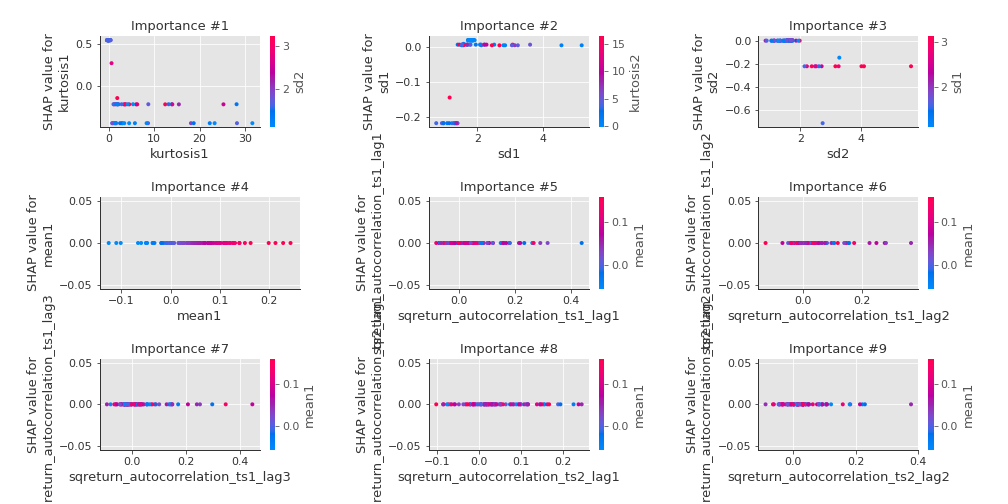 Importance #1
SHAP value for
kurtosis1
0.5
0.0
0
10
20
30
kurtosis1
3
2
sd2
Importance #2
SHAP value for
sd1
0.0
−0.1
−0.2
2
4
sd1
15
10
5
0
kurtosis2
Importance #3
SHAP value for
sd2
0.0
−0.2
−0.4
−0.6
2
4
sd2
3
2
sd1
Importance #4
SHAP value for
mean1
0.05
0.00
−0.05
−0.1
0.0
0.1
0.2
mean1
Importance #5
SHAP value for
sqreturn_autocorrelation_ts1_lag1
0.05
0.00
−0.05
0.0
0.2
0.4
sqreturn_autocorrelation_ts1_lag1
0.1
0.0
mean1
Importance #6
SHAP value for
sqreturn_autocorrelation_ts1_lag2
0.05
0.00
−0.05
0.0
0.2
sqreturn_autocorrelation_ts1_lag2
0.1
0.0
mean1
Importance #7
SHAP value for
return_autocorrelation_ts1_lag3
0.05
0.00
−0.05
0.0
0.2
0.4
sqreturn_autocorrelation_ts1_lag3
0.1
0.0
mean1
Importance #8
SHAP value for
return_autocorrelation_ts2_lag1
0.05
0.00
−0.05
−0.1
0.0
0.1
0.2
sqreturn_autocorrelation_ts2_lag1
0.1
0.0
mean1
Importance #9
SHAP value for
return_autocorrelation_ts2_lag2
0.05
0.00
−0.05
0.0
0.2
0.4
sqreturn_autocorrelation_ts2_lag2
0.1
0.0
mean1